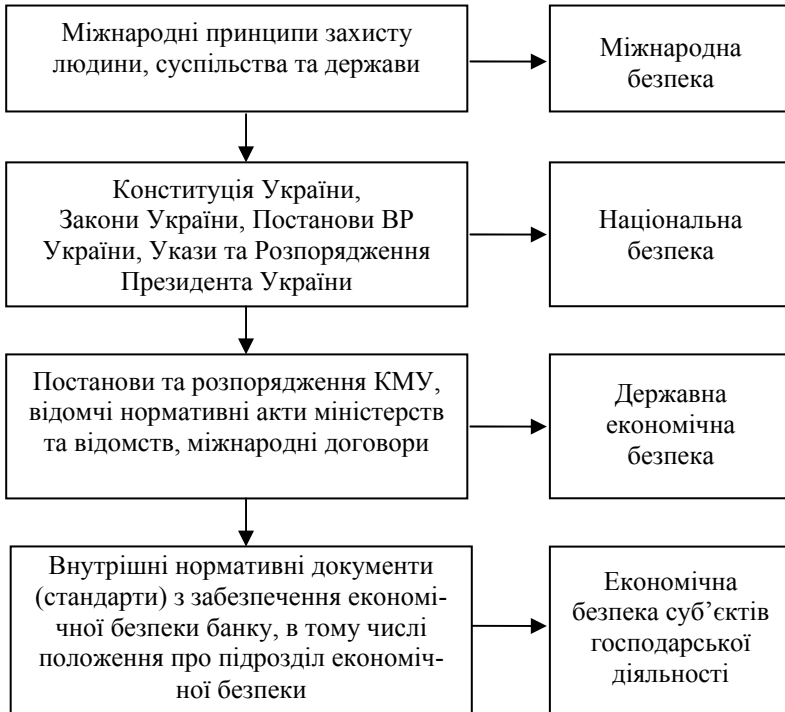 Міжнародні принципи захисту
людини, суспільства та держави
Міжнародна
безпека
Конституція України,
Закони України, Постанови ВР
України, Укази та Розпорядження
Президента України
Національна
безпека
Постанови та розпорядження КМУ,
відомчі нормативні акти міністерств
та відомств, міжнародні договори
Державна
економічна
безпека
Внутрішні нормативні документи
(стандарти) з забезпечення економі-
чної безпеки банку, в тому числі
положення про підрозділ економіч-
ної безпеки
Економічна
безпека суб’єктів
господарської
діяльності